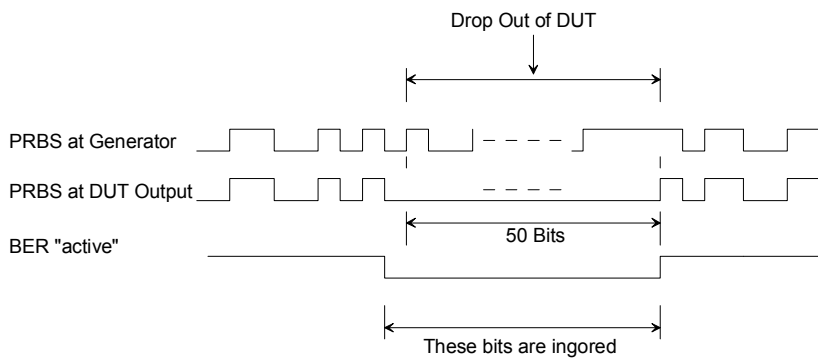 Drop Out of DUT
PRBS at Generator
PRBS at DUT Output
50 Bits
BER "active"
These bits are ingored